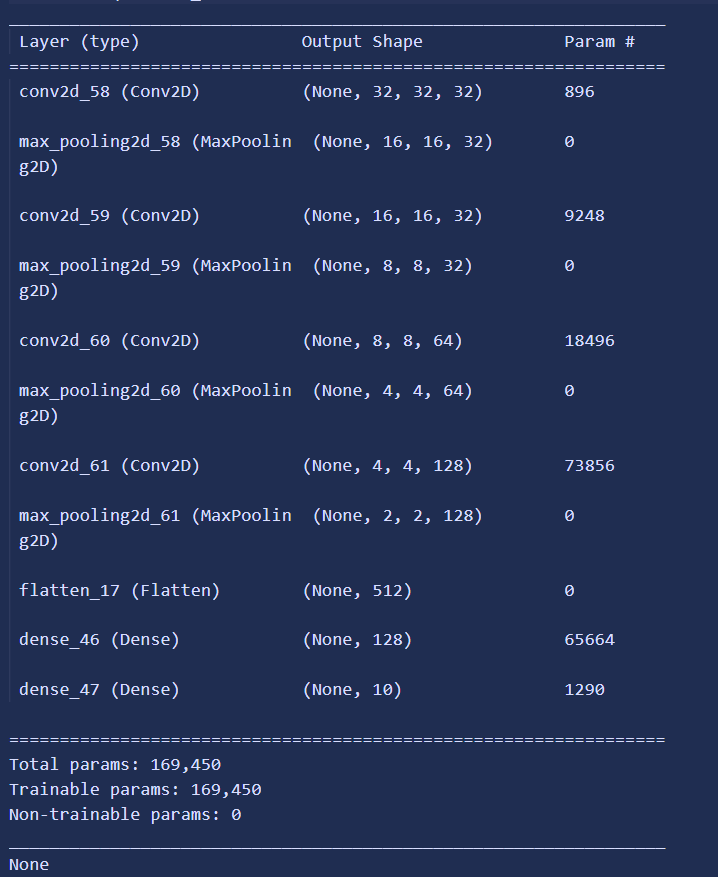 Layer (type) Output Shape Param #
=================================================================
conv2d_58 (Conv2D) (None, 32, 32, 32) 896
max_pooling2d_58 (MaxPoolin (None, 16, 16, 32) 0
g2D)
conv2d_59 (Conv2D) (None, 16, 16, 32) 9248
max_pooling2d_59 (MaxPoolin (None, 8, 8, 32) 0
g2D)
conv2d_60 (Conv2D) (None, 8, 8, 64) 18496
max_pooling2d_60 (MaxPoolin (None, 4, 4, 64) 0
g2D)
conv2d_61 (Conv2D) (None, 4, 4, 128) 73856
max_pooling2d_61 (MaxPoolin (None, 2, 2, 128) 0
g2D)
flatten_17 (Flatten) (None, 512) 0
dense_46 (Dense) (None, 128) 65664
dense_47 (Dense) (None, 10) 1290
=================================================================
Total params: 169,450
Trainable params: 169,450
Non-trainable params: 0
_________________________________________________________________
None